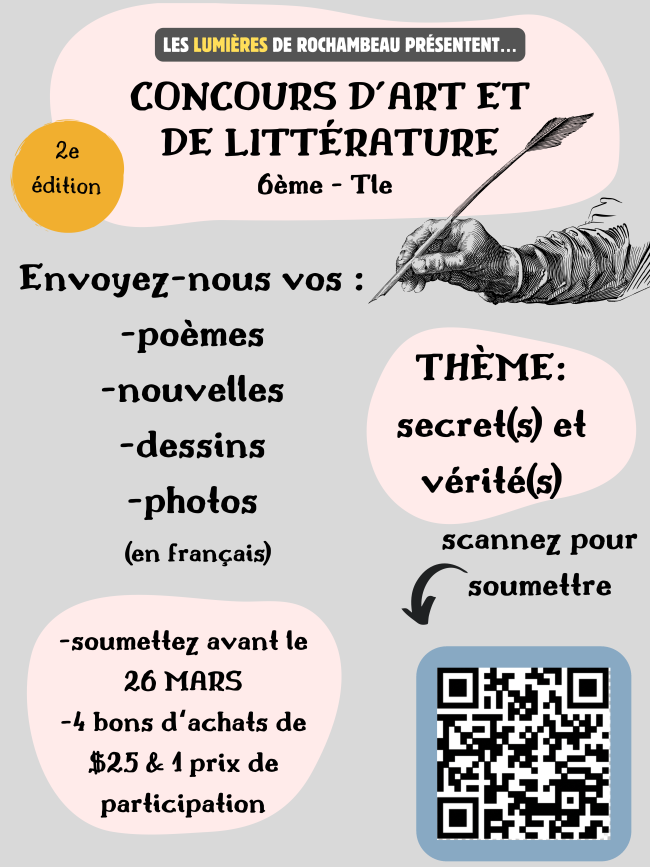 LES LUMIÈRES DE ROCHAMBEAU PRÉSENTENT...
CONCOURS D'ART ET
DE LITTÉRATURE
6ème - Tle
2e
édition
Envoyez-nous vos :
-poèmes
-nouvelles
-dessins
-photos
(en français)
THÈME:
secret(s) et
vérité(s)
scannez pour
soumettre
-soumettez avant le
26 MARS
-4 bons d'achats de
$25 & 1 prix de
participation